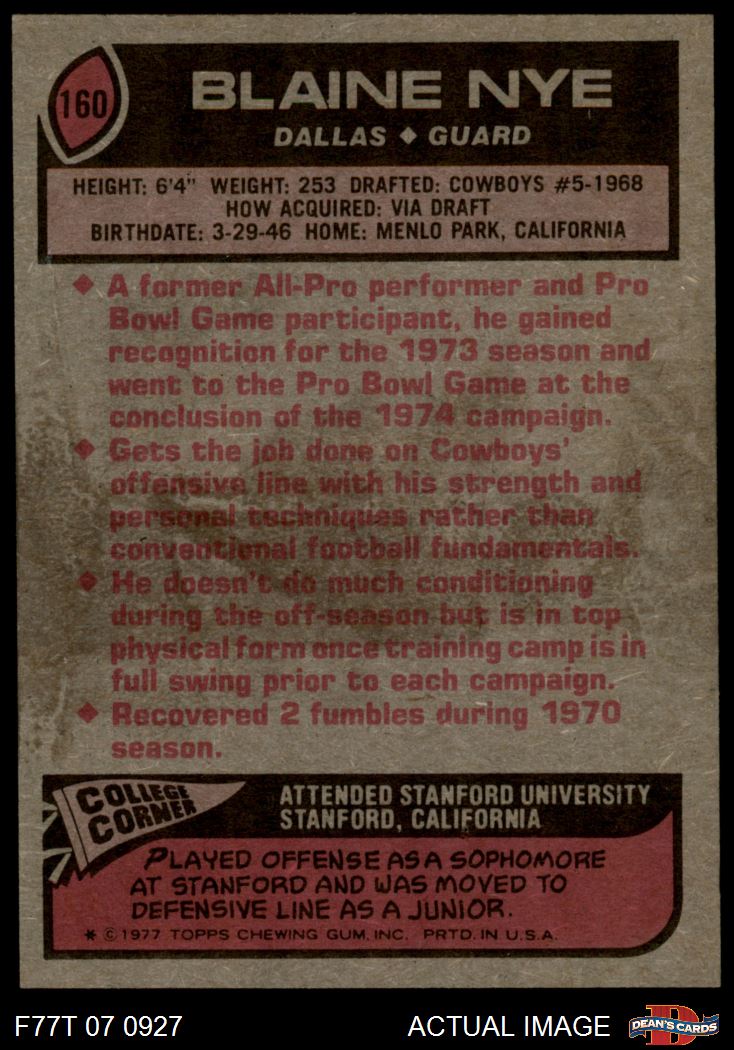 160
BLAINE NYE
DALLAS ◆ GUARD
HEIGHT: 6'4" WEIGHT: 253 DRAFTED: COWBOYS #5-1968
HOW ACQUIRED: VIA DRAFT
BIRTHDATE: 3-29-46 HOME: MENLO PARK, CALIFORNIA
◆ A former All-Pro performer and Pro
Bowl Game participant, he gained
recognition for the 1973 season and
went to the Pro Bowl Game at the
conclusion of the 1974 campaign.
◆ Gets the job done on Cowboys'
offensive line with his strength and
personal techniques rather than
conventional football fundamentals.
◆ He doesn't do much conditioning
during the off-season but is in top
physical form once training camp is in
full swing prior to each campaign.
◆ Recovered 2 fumbles during 1970
season.
COLLEGE
CORNER
ATTENDED STANFORD UNIVERSITY
STANFORD, CALIFORNIA
PLAYED OFFENSE AS A SOPHOMORE
AT STANFORD AND WAS MOVED TO
DEFENSIVE LINE AS A JUNIOR.
* © 1977 TOPPS CHEWING GUM, INC. PRTD. IN U.S.A.
F77T 07 0927
ACTUAL IMAGE
DEAN'S CARDS